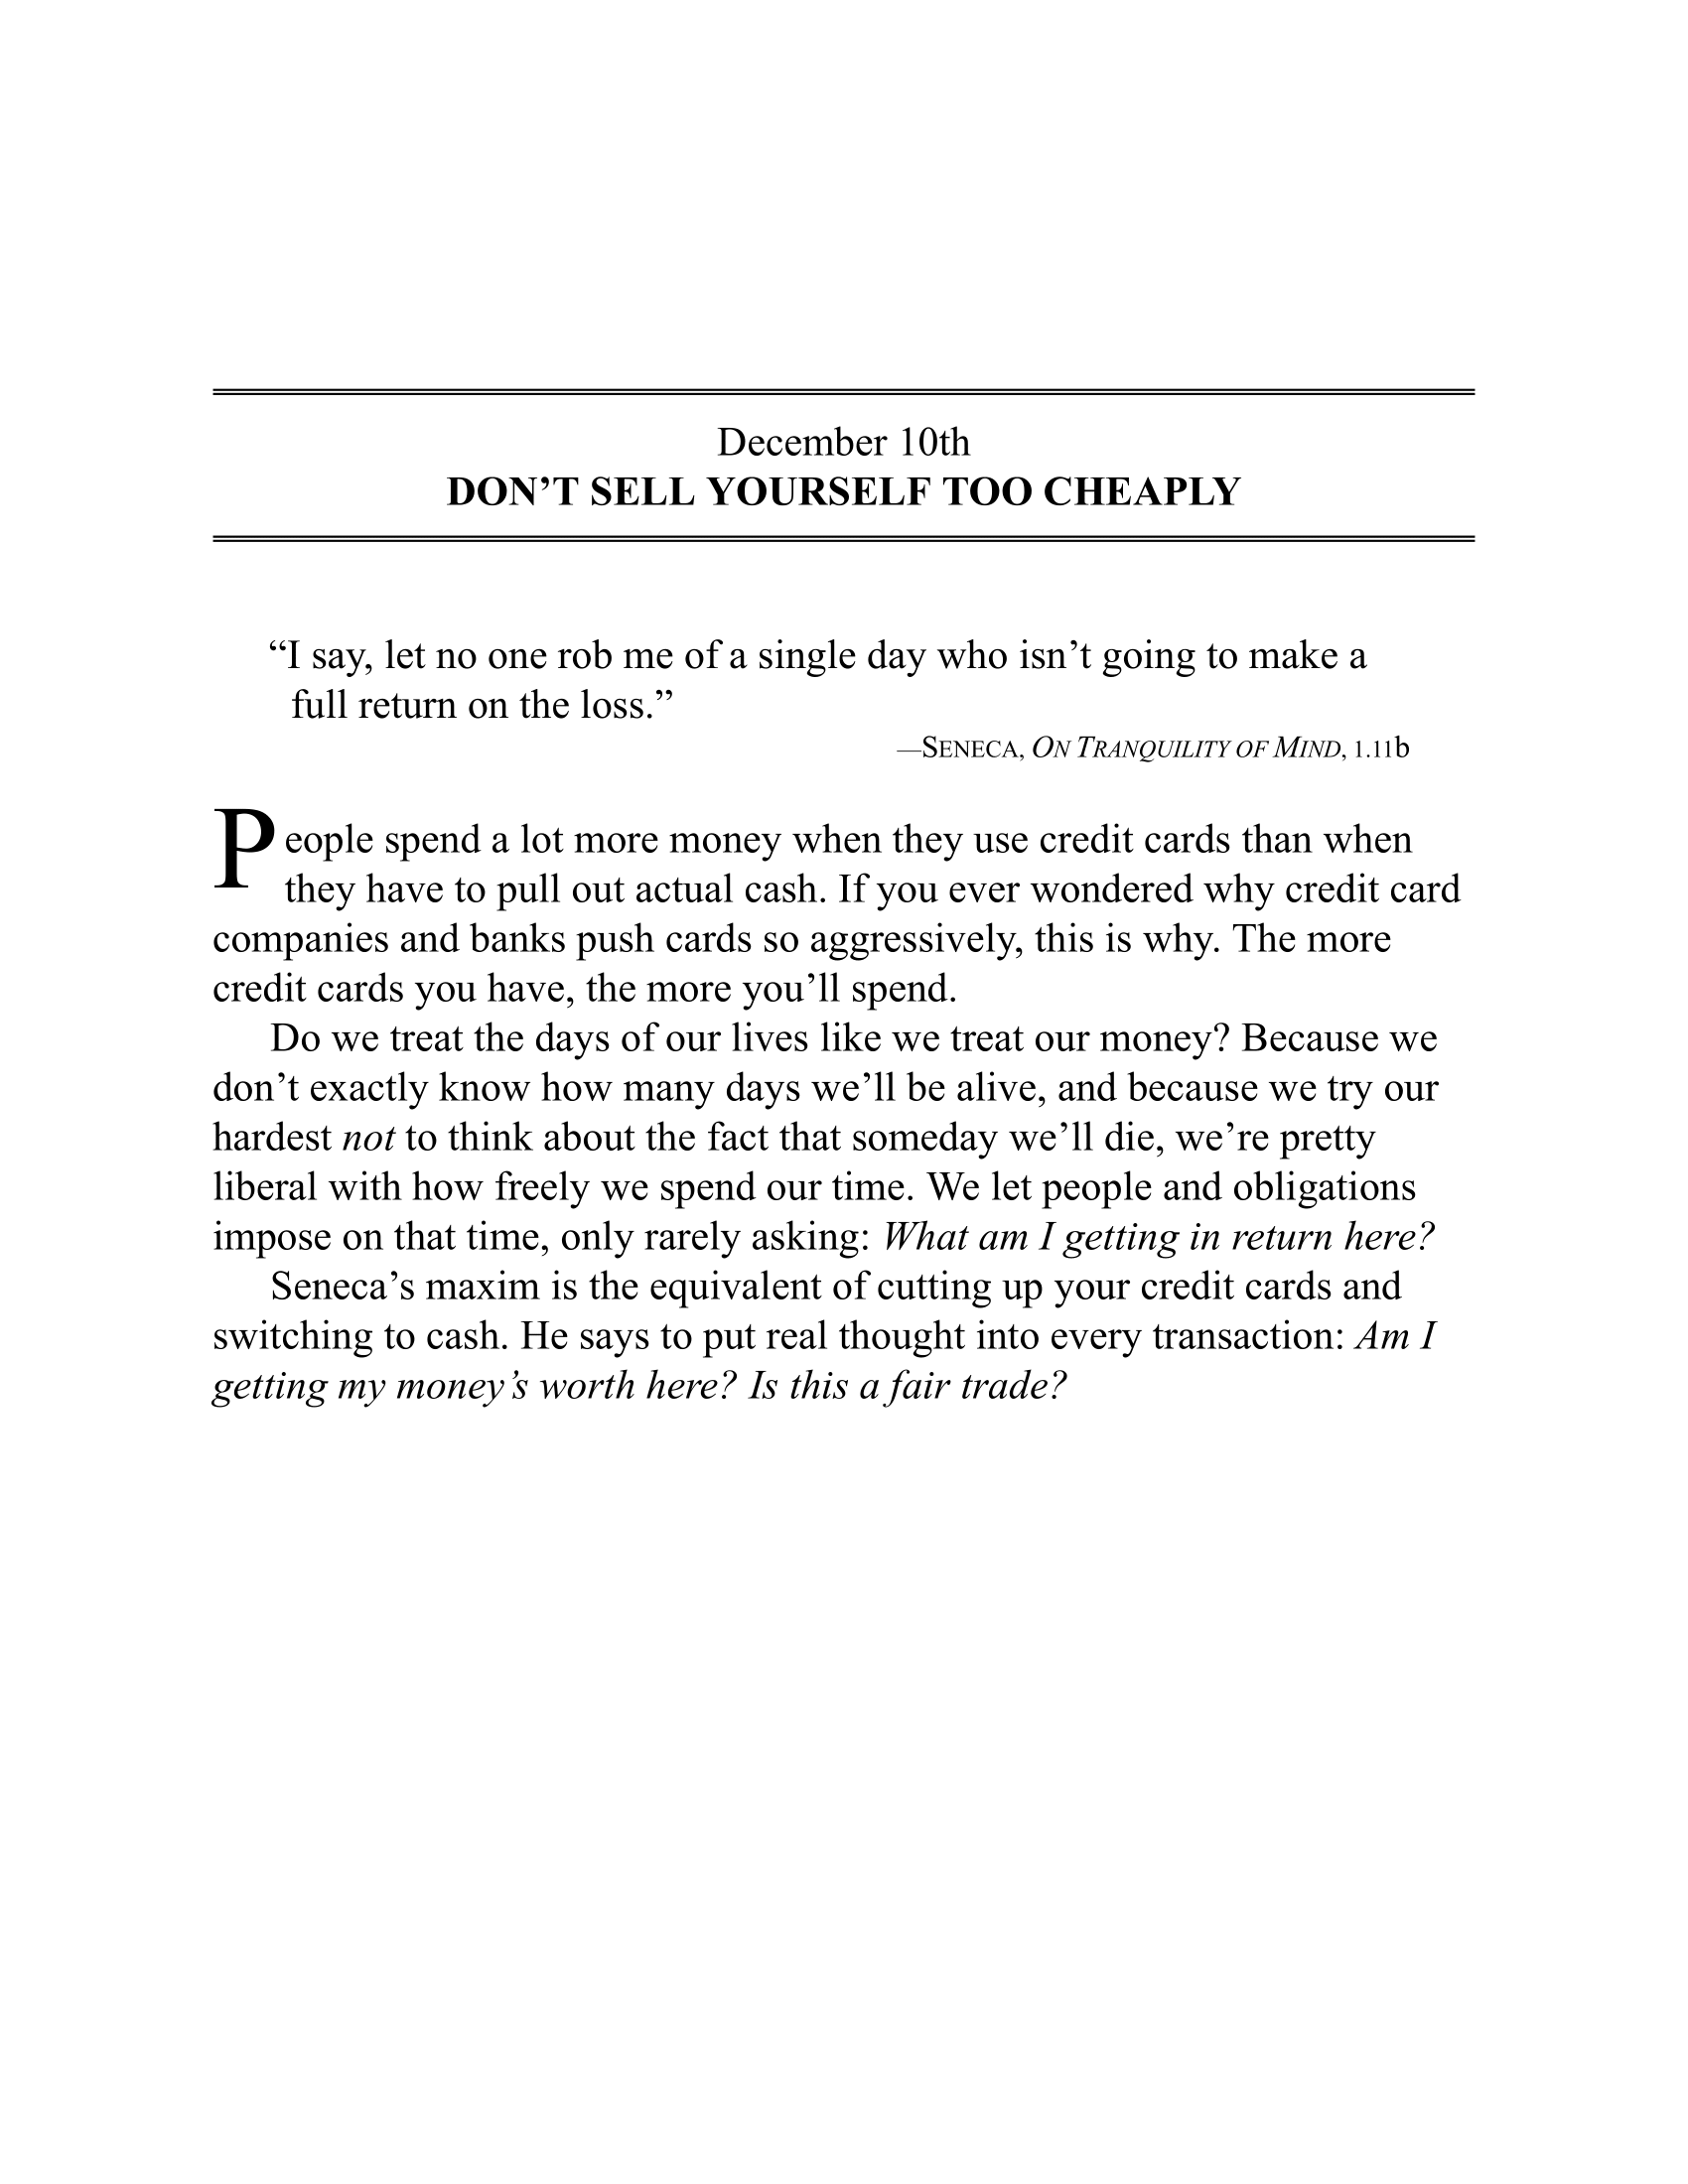 December 10th
DON’T SELL YOURSELF TOO CHEAPLY
“I say, let no one rob me of a single day who isn’t going to make a
full return on the loss.”
—SENECA, ON TRANQUILITY OF MIND, 1.11b
People spend a lot more money when they use credit cards than when
they have to pull out actual cash. If you ever wondered why credit card
companies and banks push cards so aggressively, this is why. The more
credit cards you have, the more you’ll spend.
Do we treat the days of our lives like we treat our money? Because we
don’t exactly know how many days we’ll be alive, and because we try our
hardest not to think about the fact that someday we’ll die, we’re pretty
liberal with how freely we spend our time. We let people and obligations
impose on that time, only rarely asking: What am I getting in return here?
Seneca’s maxim is the equivalent of cutting up your credit cards and
switching to cash. He says to put real thought into every transaction: Am I
getting my money’s worth here? Is this a fair trade?